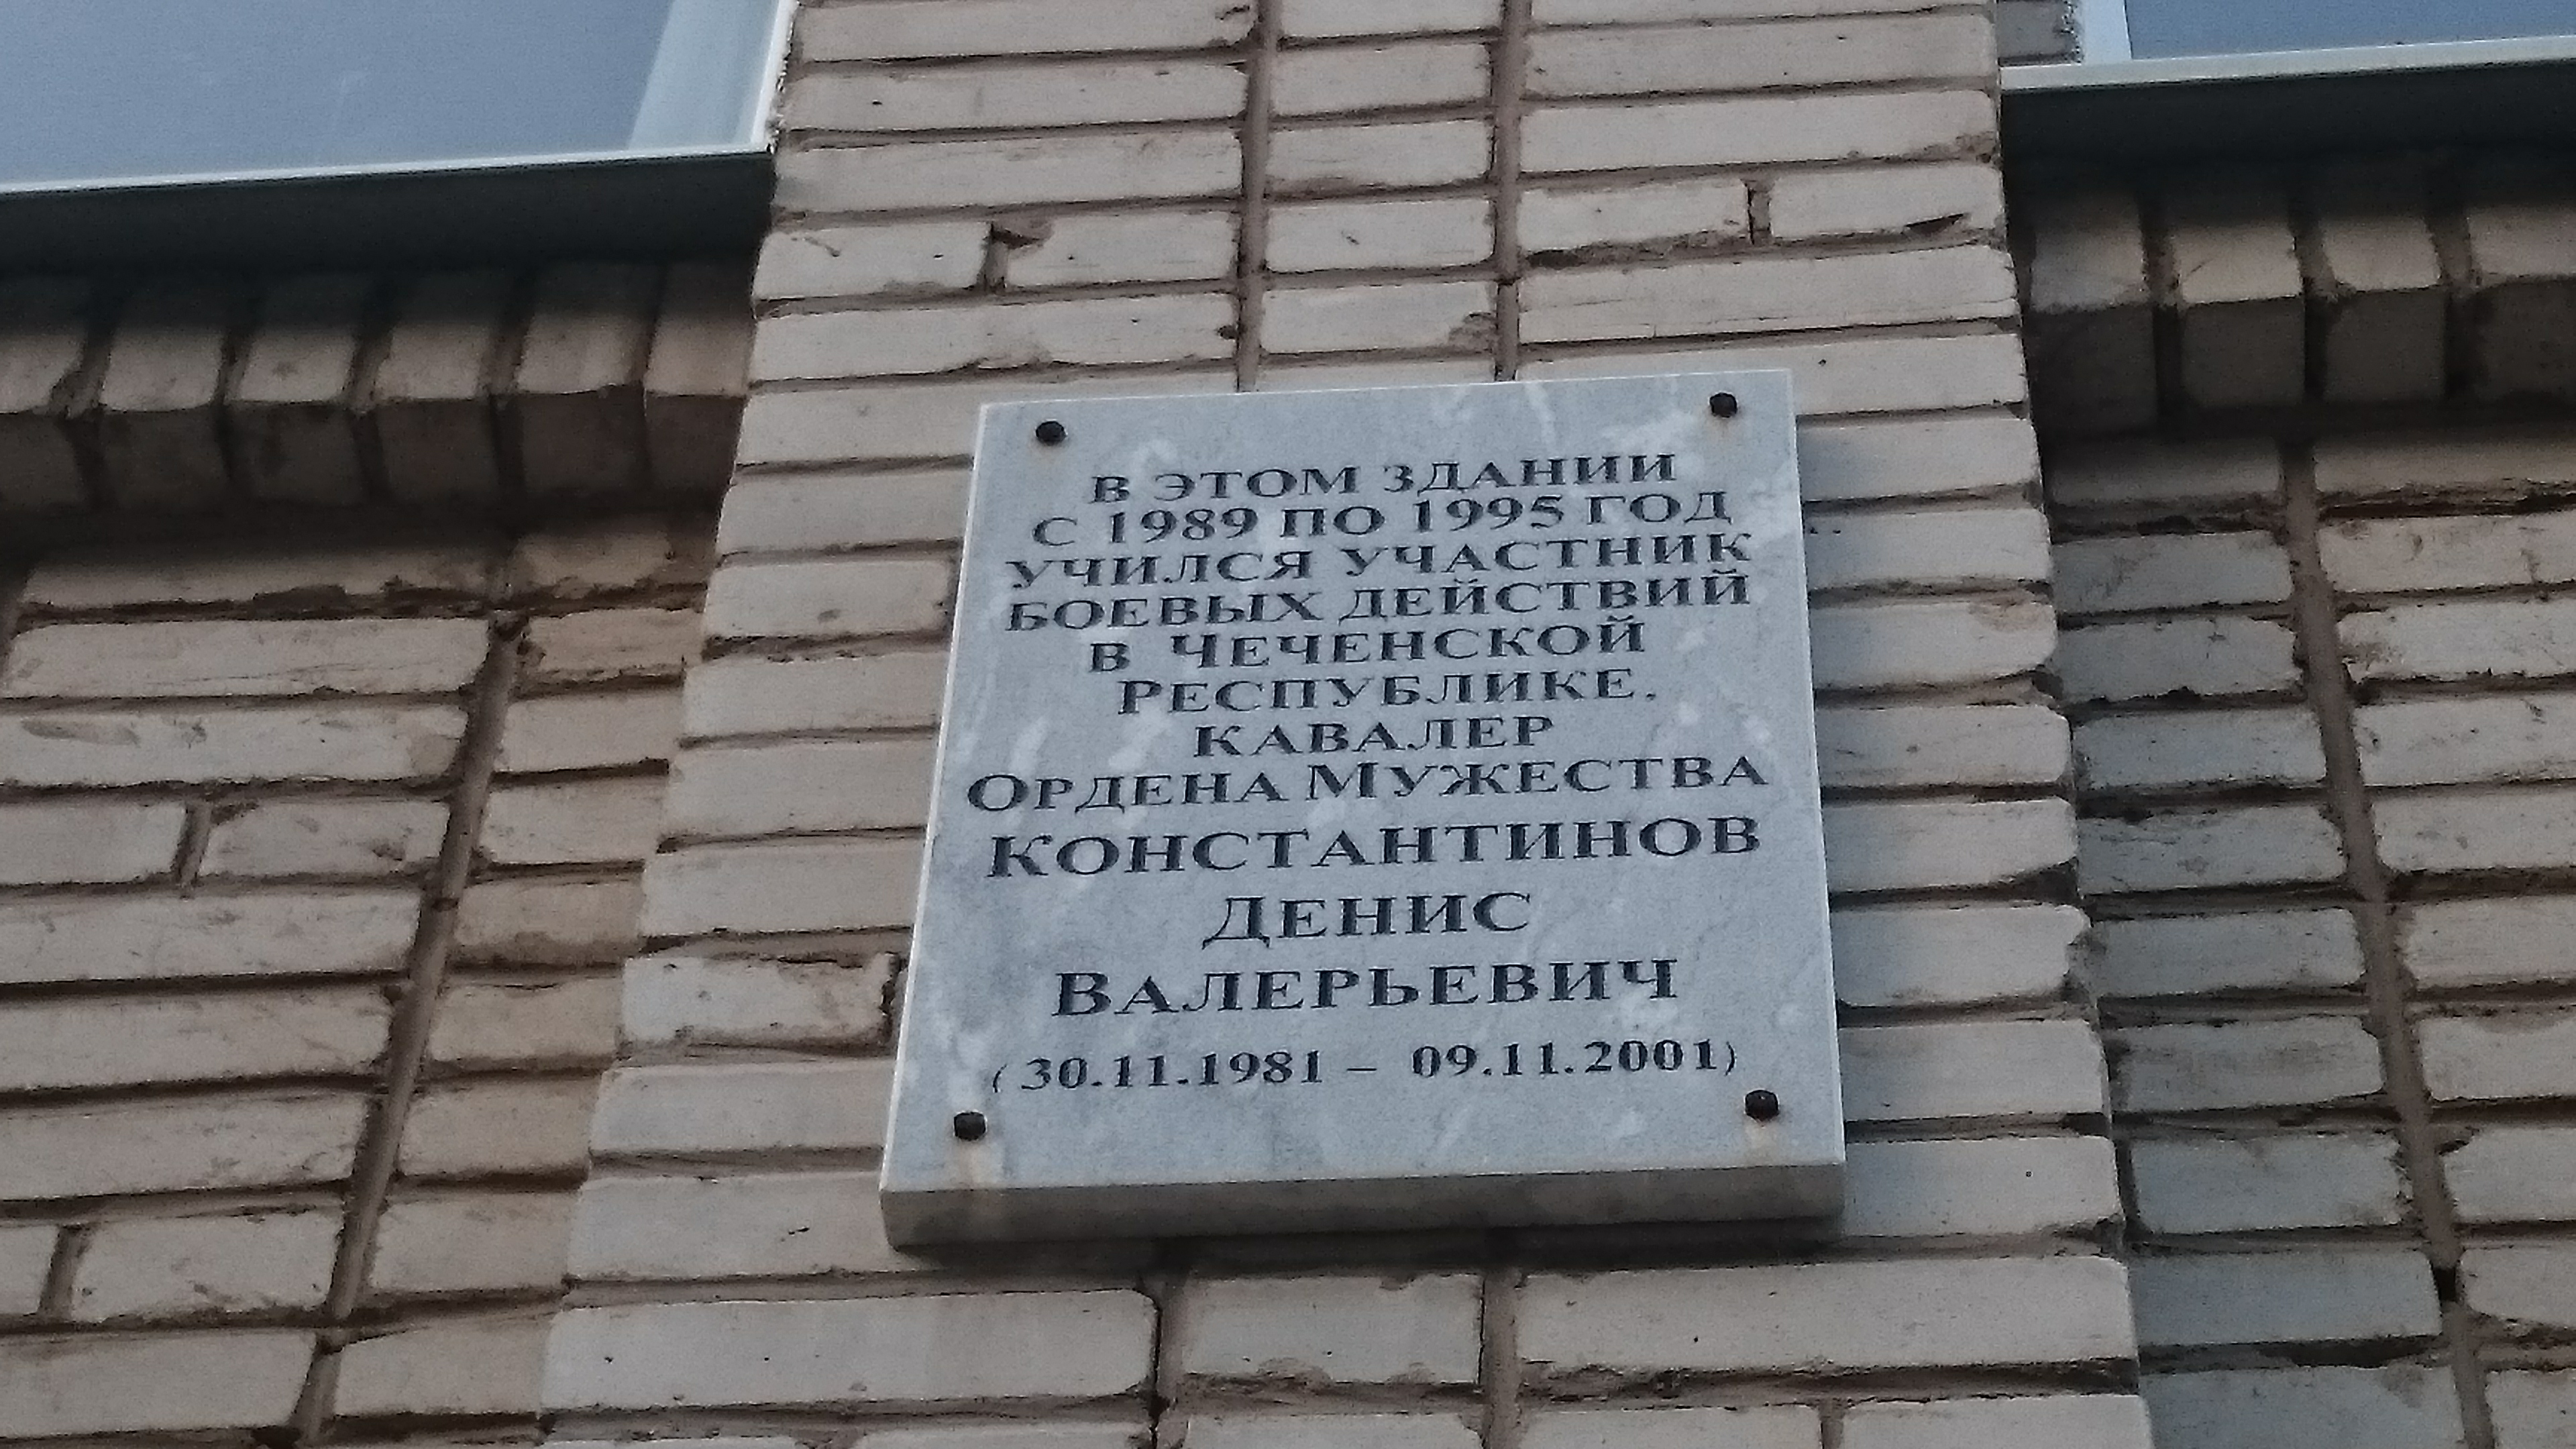 В ЭТОМ ЗДАНИИ
С 1989 ПО 1995 ГОД
УЧИЛСЯ УЧАСТНИК
БОЕВЫХ ДЕЙСТВИЙ
В ЧЕЧЕНСКОЙ
РЕСПУБЛИКЕ.
КАВАЛЕР
ОРДЕНА МУЖЕСТВА
КОНСТАНТИНОВ
ДЕНИС
ВАЛЕРЬЕВИЧ
( 30.11.1981 – 09.11.2001)